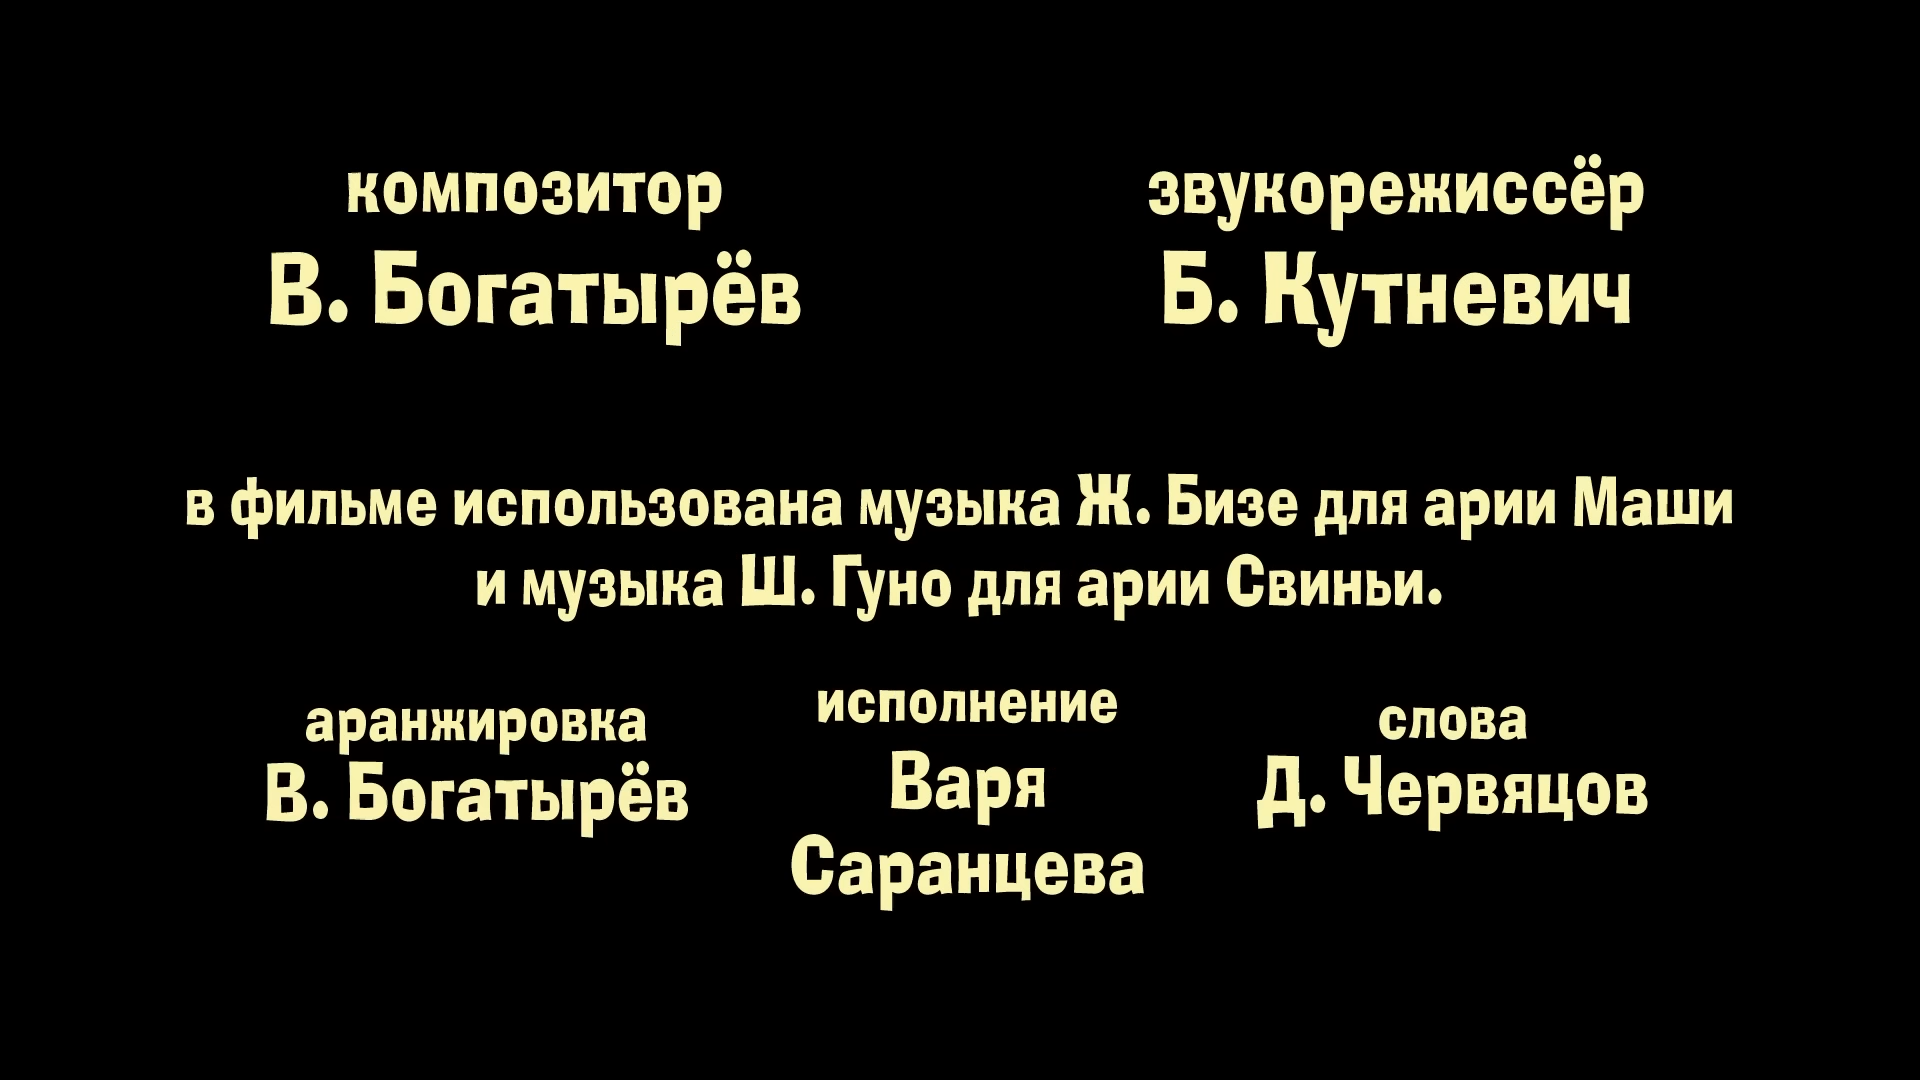 композитор
В. Богатырёв
звукорежиссёр
Б. Кутневич
в фильме использована музыка Ж. Бизе для арии Маши
и музыка Ш. Гуно для арии Свиньи.
аранжировка
В. Богатырёв
исполнение
Варя
Саранцева
слова
Д. Червяцов